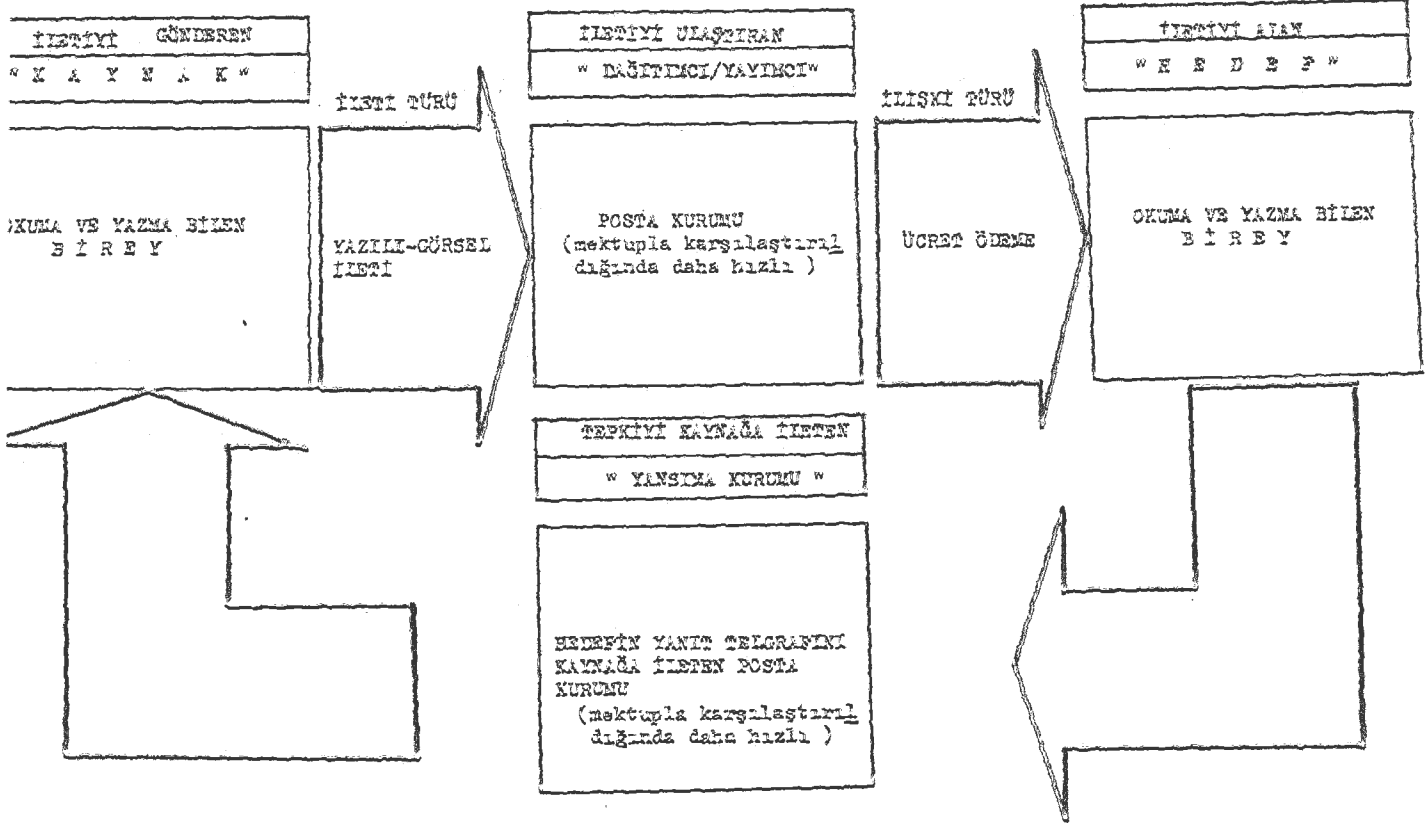 İLETİYİ GÖNDEREN
"K A Y N A K"
OKUMA VE YAZMA BİLEN
B İ R E Y
İLETİ TÜRÜ
YAZILI-GÖRSEL
İLETİ
İLETİYİ ULAŞTIRAN
" DAĞITIMCI/YAYIMCI"
POSTA KURUMU
(mektupla karşılaştırıl
dığında daha hızlı )
İLİŞKİ TÜRÜ
ÜCRET ÖDEME
İLETİYİ ALAN
"H E D E F"
OKUMA VE YAZMA BİLEN
B İ R E Y
TEPKİYİ KAYNAĞA İLETEN
" YANSIMA KURUMU "
HEDEFİN YANIT TELGRAFINI
KAYNAĞA İLETEN POSTA
KURUMU
(mektupla karşılaştırıl
dığında daha hızlı )